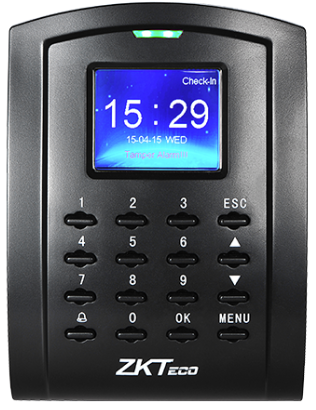 Check-In
15 : 29
15-04-15 WED
1 2 3 ESC
4 5 6 ▲
7 8 9 ▼
0 OK MENU
ZKTECO